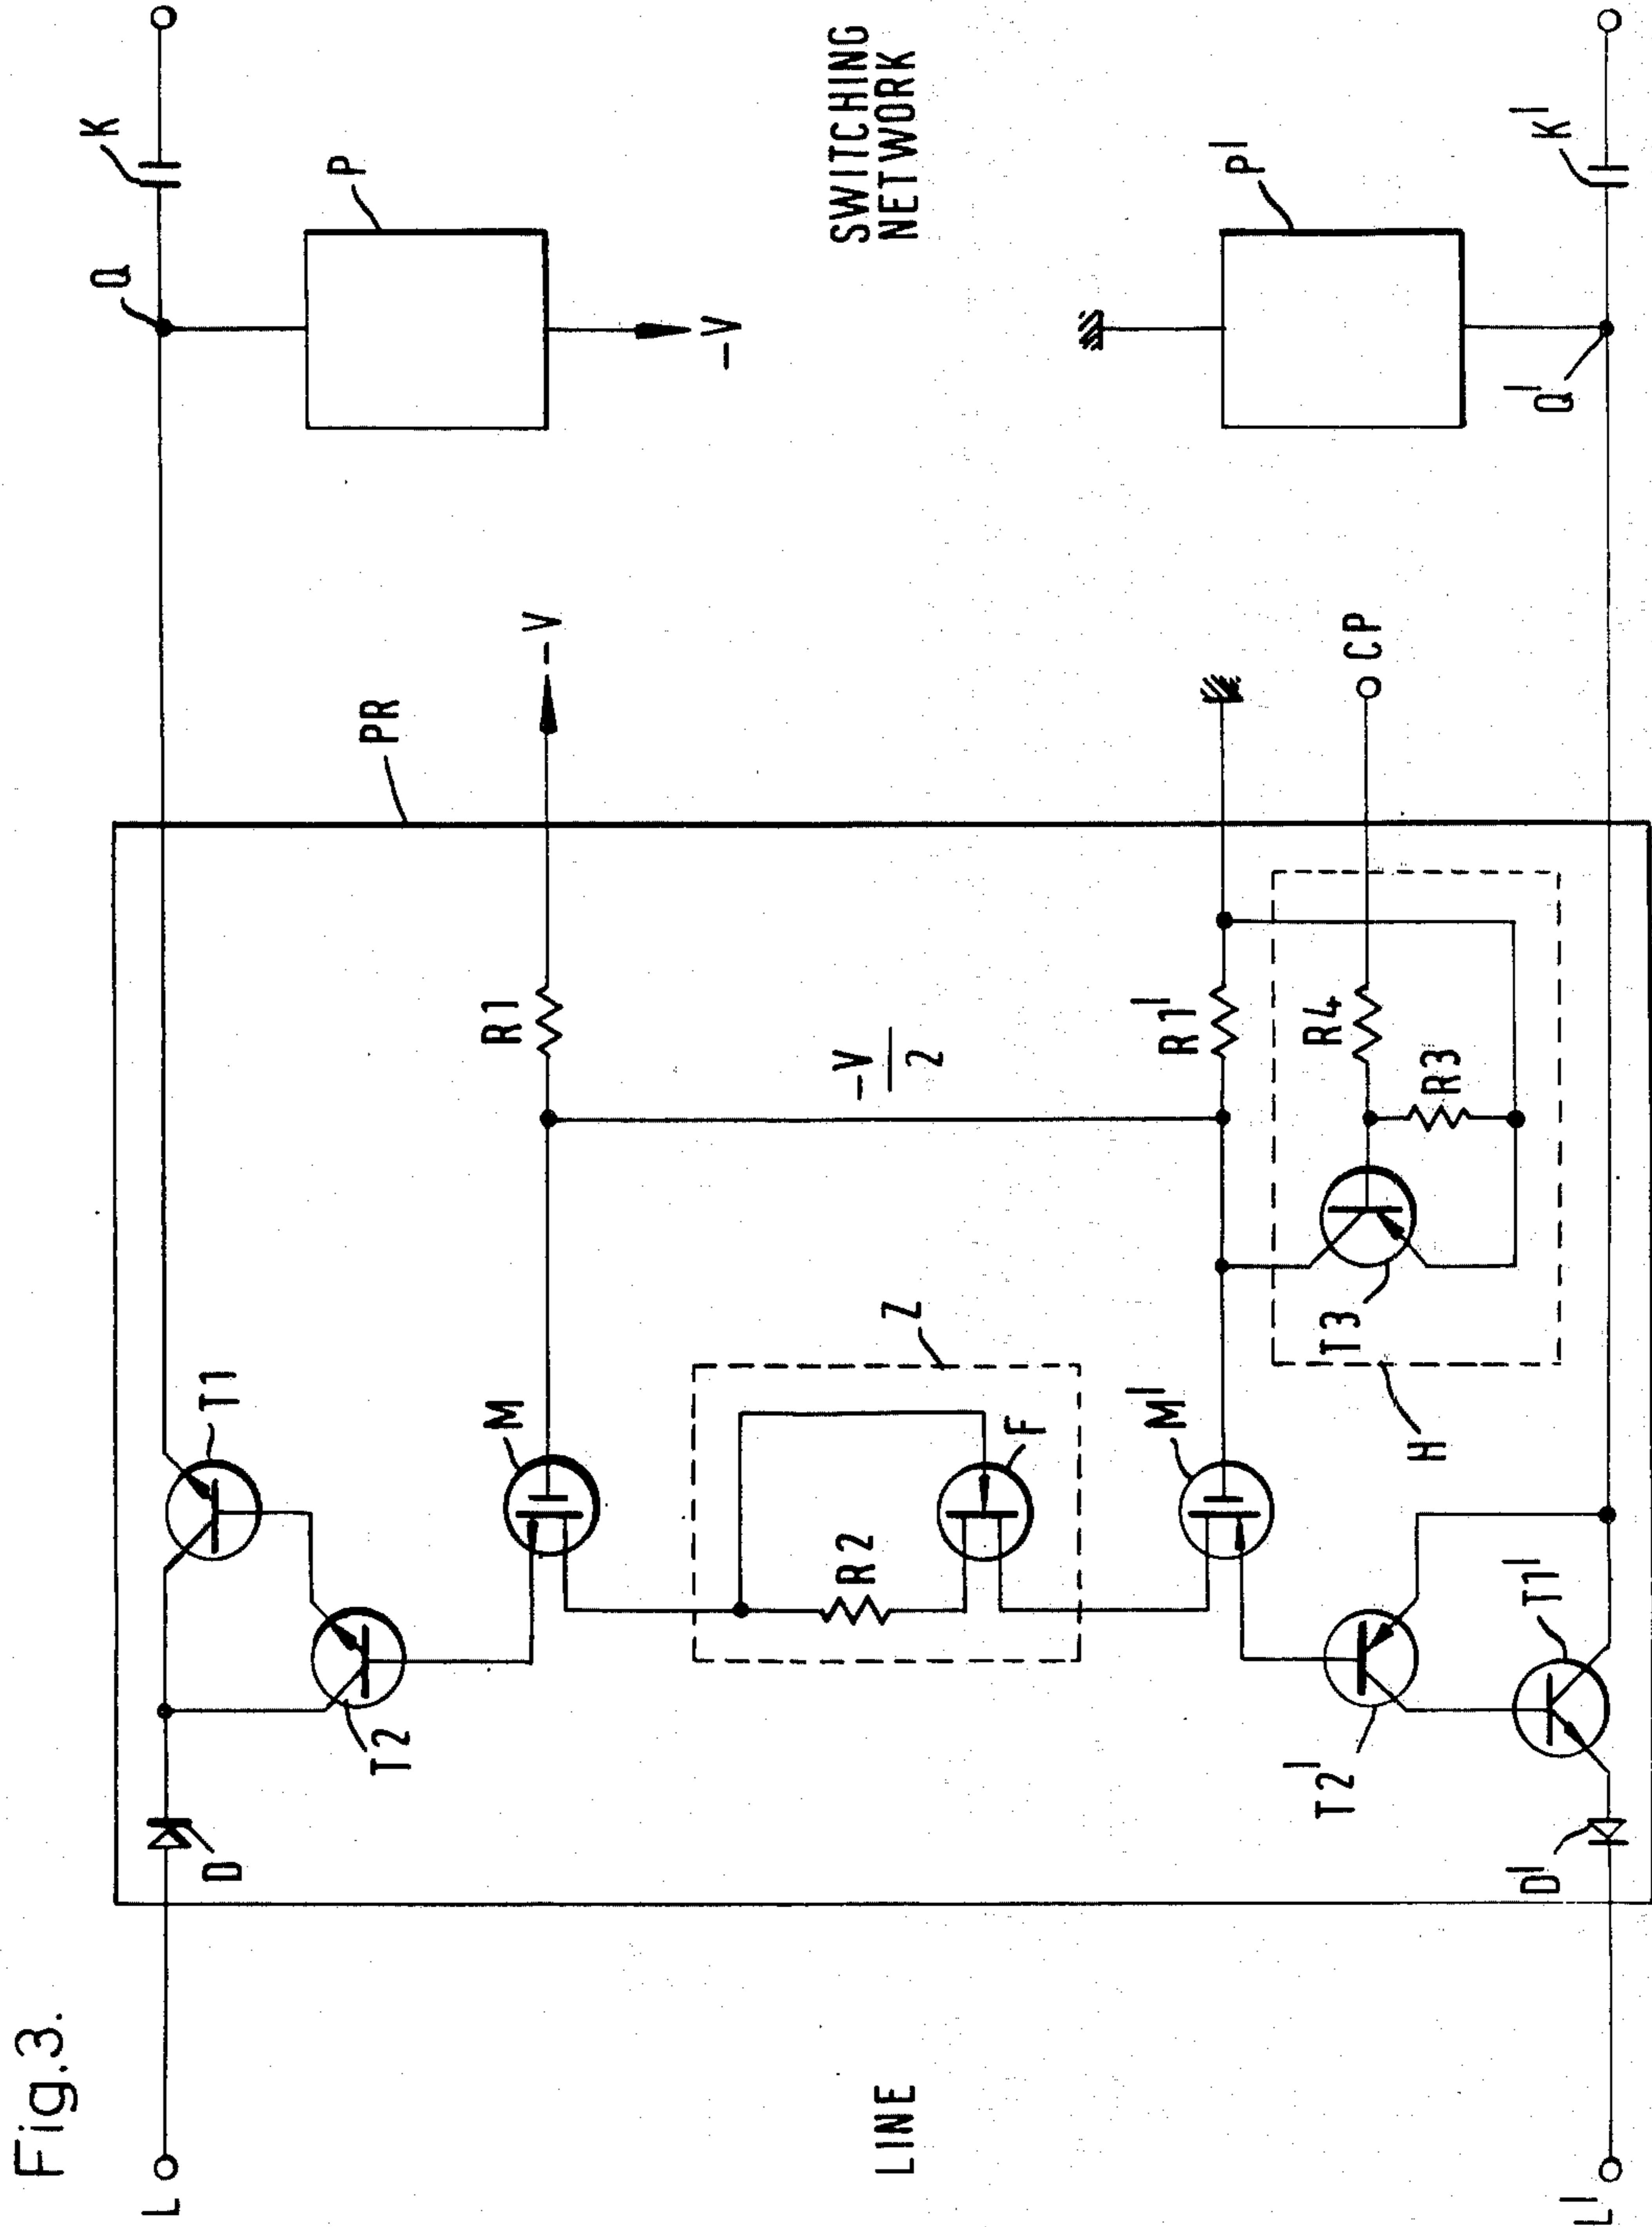 Fig.3.
L
LINE
L'
D
T2
T1
M
Z
R2
F
M'
T2'
T1'
D'
H
T3
R3
R4
R1'
R1
-V
2
PR
-V
CP
SWITCHING
NETWORK
Q
K
P
-V
P'
Q'
K'